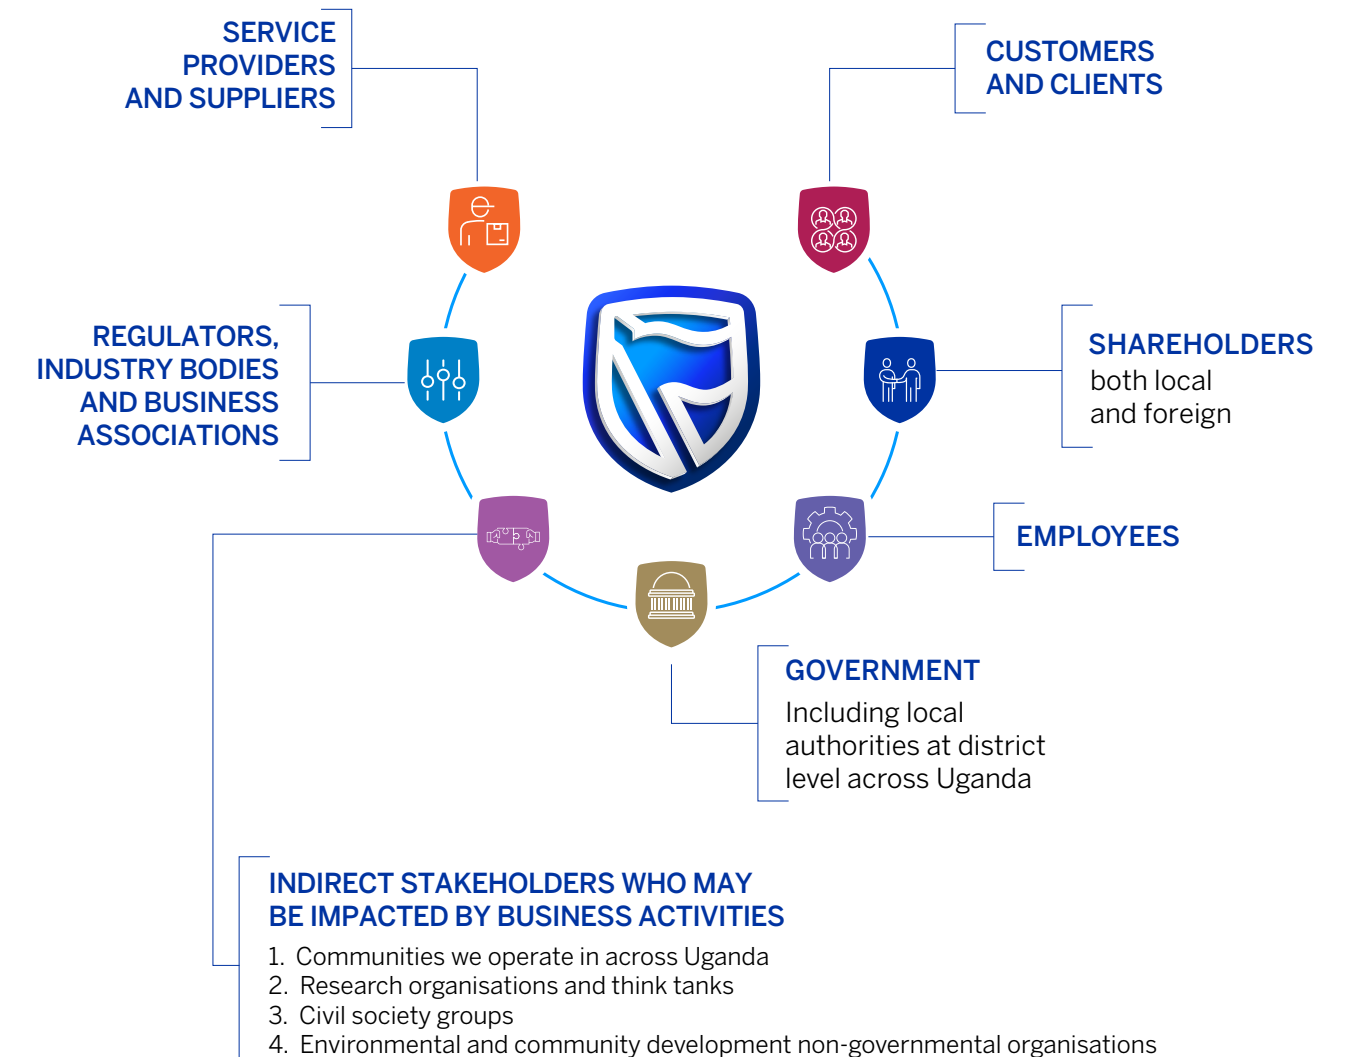 SERVICE
PROVIDERS
AND SUPPLIERS
CUSTOMERS
AND CLIENTS
REGULATORS,
INDUSTRY BODIES
AND BUSINESS
ASSOCIATIONS
SHAREHOLDERS
both local
and foreign
EMPLOYEES
GOVERNMENT
Including local
authorities at district
level across Uganda
INDIRECT STAKEHOLDERS WHO MAY
BE IMPACTED BY BUSINESS ACTIVITIES
1. Communities we operate in across Uganda
2. Research organisations and think tanks
3. Civil society groups
4. Environmental and community development non-governmental organisations